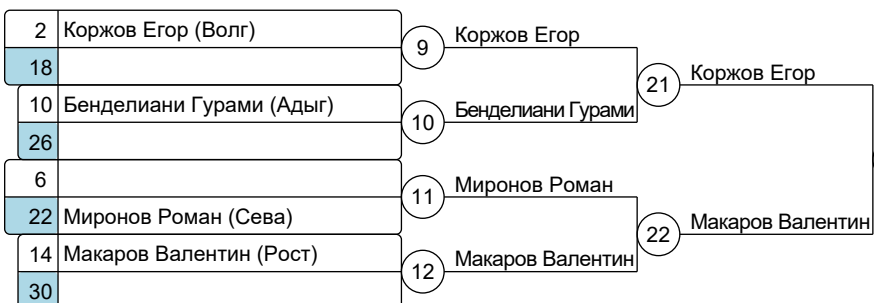 2 Коржов Егор (Волг)
18
10 Бенделиани Гурами (Адыг)
26
6
22 Миронов Роман (Сева)
14 Макаров Валентин (Рост)
30
9 Коржов Егор
10 Бенделиани Гурами
11 Миронов Роман
12 Макаров Валентин
21 Коржов Егор
22 Макаров Валентин